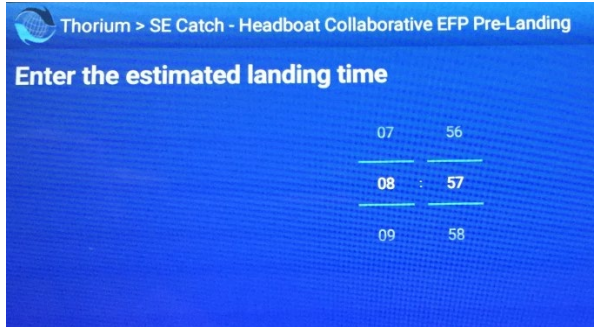 Thorium > SE Catch - Headboat Collaborative EFP Pre-Landing
Enter the estimated landing time
07 56
08 : 57
09 58